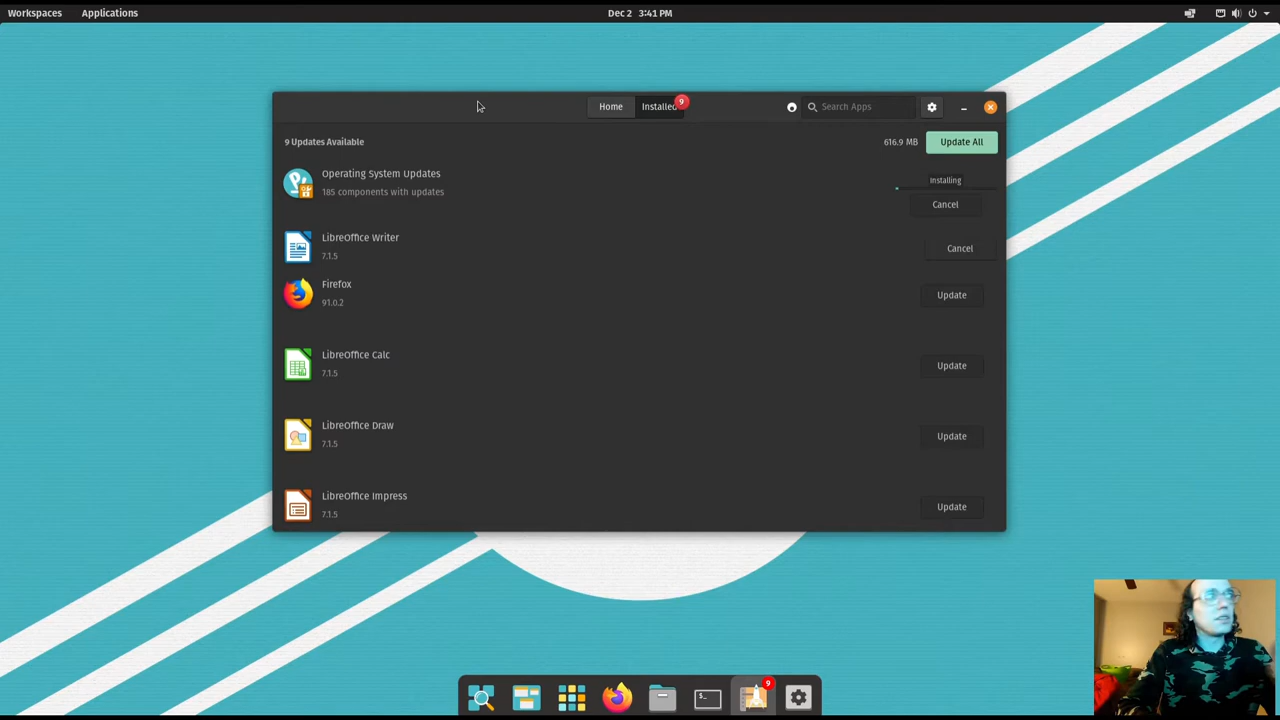 Workspaces Applications Dec 2 3:41 PM
Home Installed 9 Search Apps
9 Updates Available 616.9 MB Update All
Operating System Updates
185 components with updates
Installing
Cancel
LibreOffice Writer
7.1.5
Cancel
Firefox
91.0.2
Update
LibreOffice Calc
7.1.5
Update
LibreOffice Draw
7.1.5
Update
LibreOffice Impress
7.1.5
Update
9